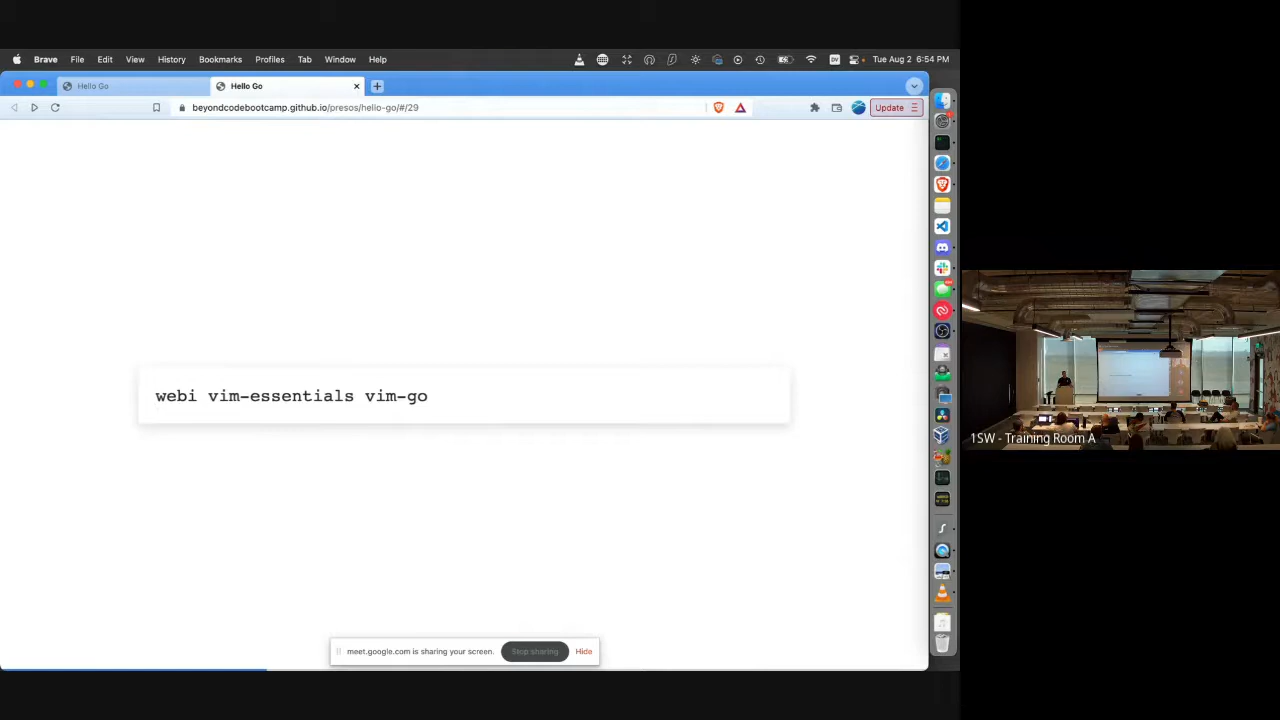 Brave File Edit View History Bookmarks Profiles Tab Window Help Tue Aug 2 6:54 PM
Hello Go Hello Go
beyondcodebootcamp.github.io/presos/hello-go/#/29 Update
webi vim-essentials vim-go
1SW - Training Room A
meet.google.com is sharing your screen. Stop sharing Hide